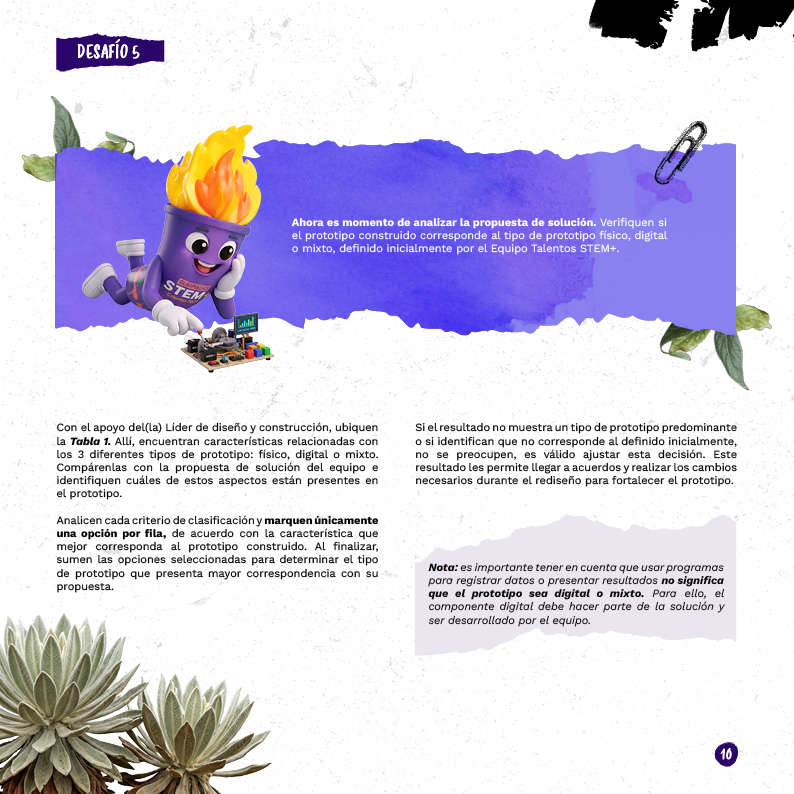 DESAFÍO 5
Ahora es momento de analizar la propuesta de solución. Verifiquen si
el prototipo construido corresponde al tipo de prototipo físico, digital
o mixto, definido inicialmente por el Equipo Talentos STEM+.
STEM+
Con el apoyo del(la) Líder de diseño y construcción, ubiquen
la Tabla 1. Allí, encuentran características relacionadas con
los 3 diferentes tipos de prototipo: físico, digital o mixto.
Compárenlas con la propuesta de solución del equipo e
identifiquen cuáles de estos aspectos están presentes en
el prototipo.
Analicen cada criterio de clasificación y marquen únicamente
una opción por fila, de acuerdo con la característica que
mejor corresponda al prototipo construido. Al finalizar,
sumen las opciones seleccionadas para determinar el tipo
de prototipo que presenta mayor correspondencia con su
propuesta.
Si el resultado no muestra un tipo de prototipo predominante
o si identifican que no corresponde al definido inicialmente,
no se preocupen, es válido ajustar esta decisión. Este
resultado les permite llegar a acuerdos y realizar los cambios
necesarios durante el rediseño para fortalecer el prototipo.
Nota: es importante tener en cuenta que usar programas
para registrar datos o presentar resultados no significa
que el prototipo sea digital o mixto. Para ello, el
componente digital debe hacer parte de la solución y
ser desarrollado por el equipo.
10